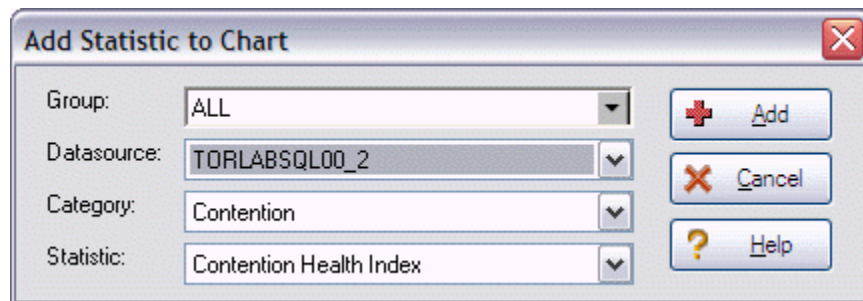 Add Statistic to Chart
Group: ALL
Add
Datasource: TORLABSQL00_2
Cancel
Category: Contention
Help
Statistic: Contention Health Index